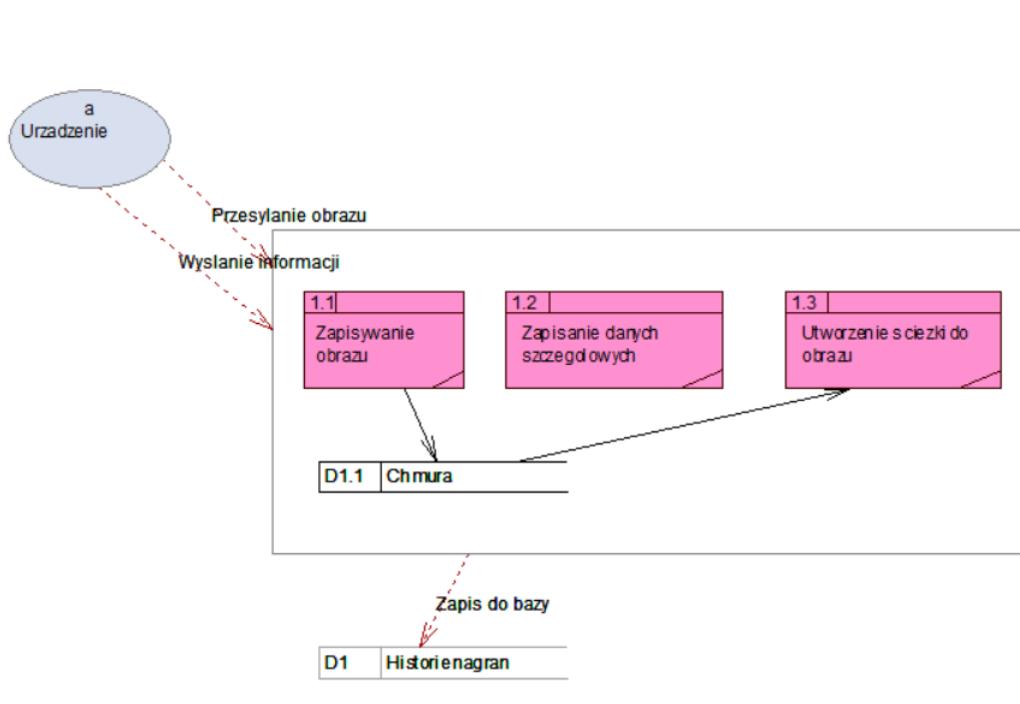 a
Urzadzenie
Przesylanie obrazu
Wyslanie informacji
1.1
Zapisywanie
obrazu
1.2
Zapisanie danych
szczegolowych
1.3
Utworzenie sciezki do
obrazu
D1.1 Chmura
Zapis do bazy
D1 Historie nagran